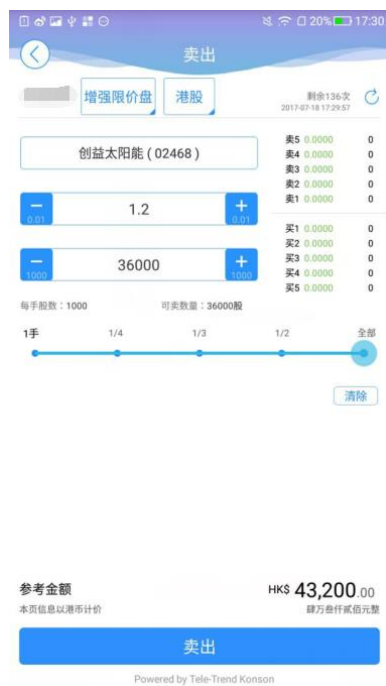 20% 17:30
卖出
增强限价盘 港股 剩余136次
2017-07-18 17:29:57
创益太阳能 ( 02468 )
卖5 0.0000 0
卖4 0.0000 0
卖3 0.0000 0
卖2 0.0000 0
卖1 0.0000 0
− 1.2 +
0.01 0.01
买1 0.0000 0
买2 0.0000 0
买3 0.0000 0
买4 0.0000 0
买5 0.0000 0
− 36000 +
1000 1000
每手股数：1000 可卖数量：36000股
1手 1/4 1/3 1/2 全部
清除
参考金额 HK$ 43,200.00
本页信息以港币计价 肆万叁仟贰佰元整
卖出
Powered by Tele-Trend Konson